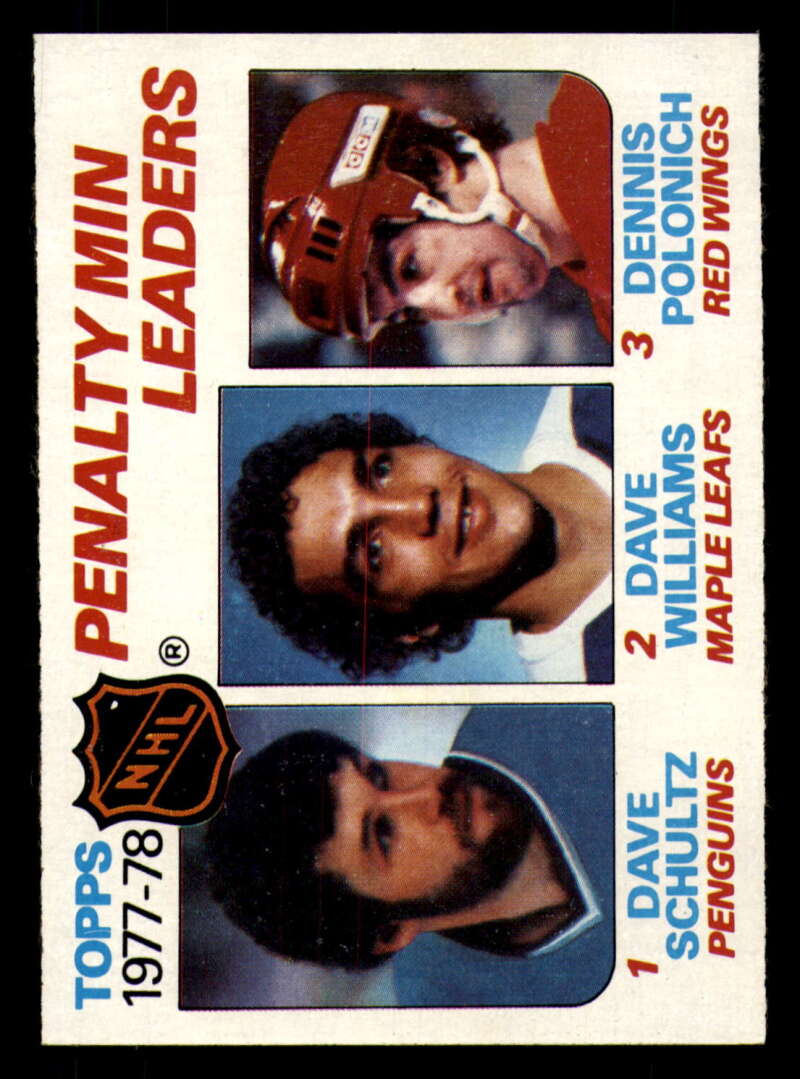 TOPPS
1977-78
NHL
®
PENALTY MIN
LEADERS
1 DAVE
SCHULTZ
PENGUINS
2 DAVE
WILLIAMS
MAPLE LEAFS
3 DENNIS
POLONICH
RED WINGS
CCM